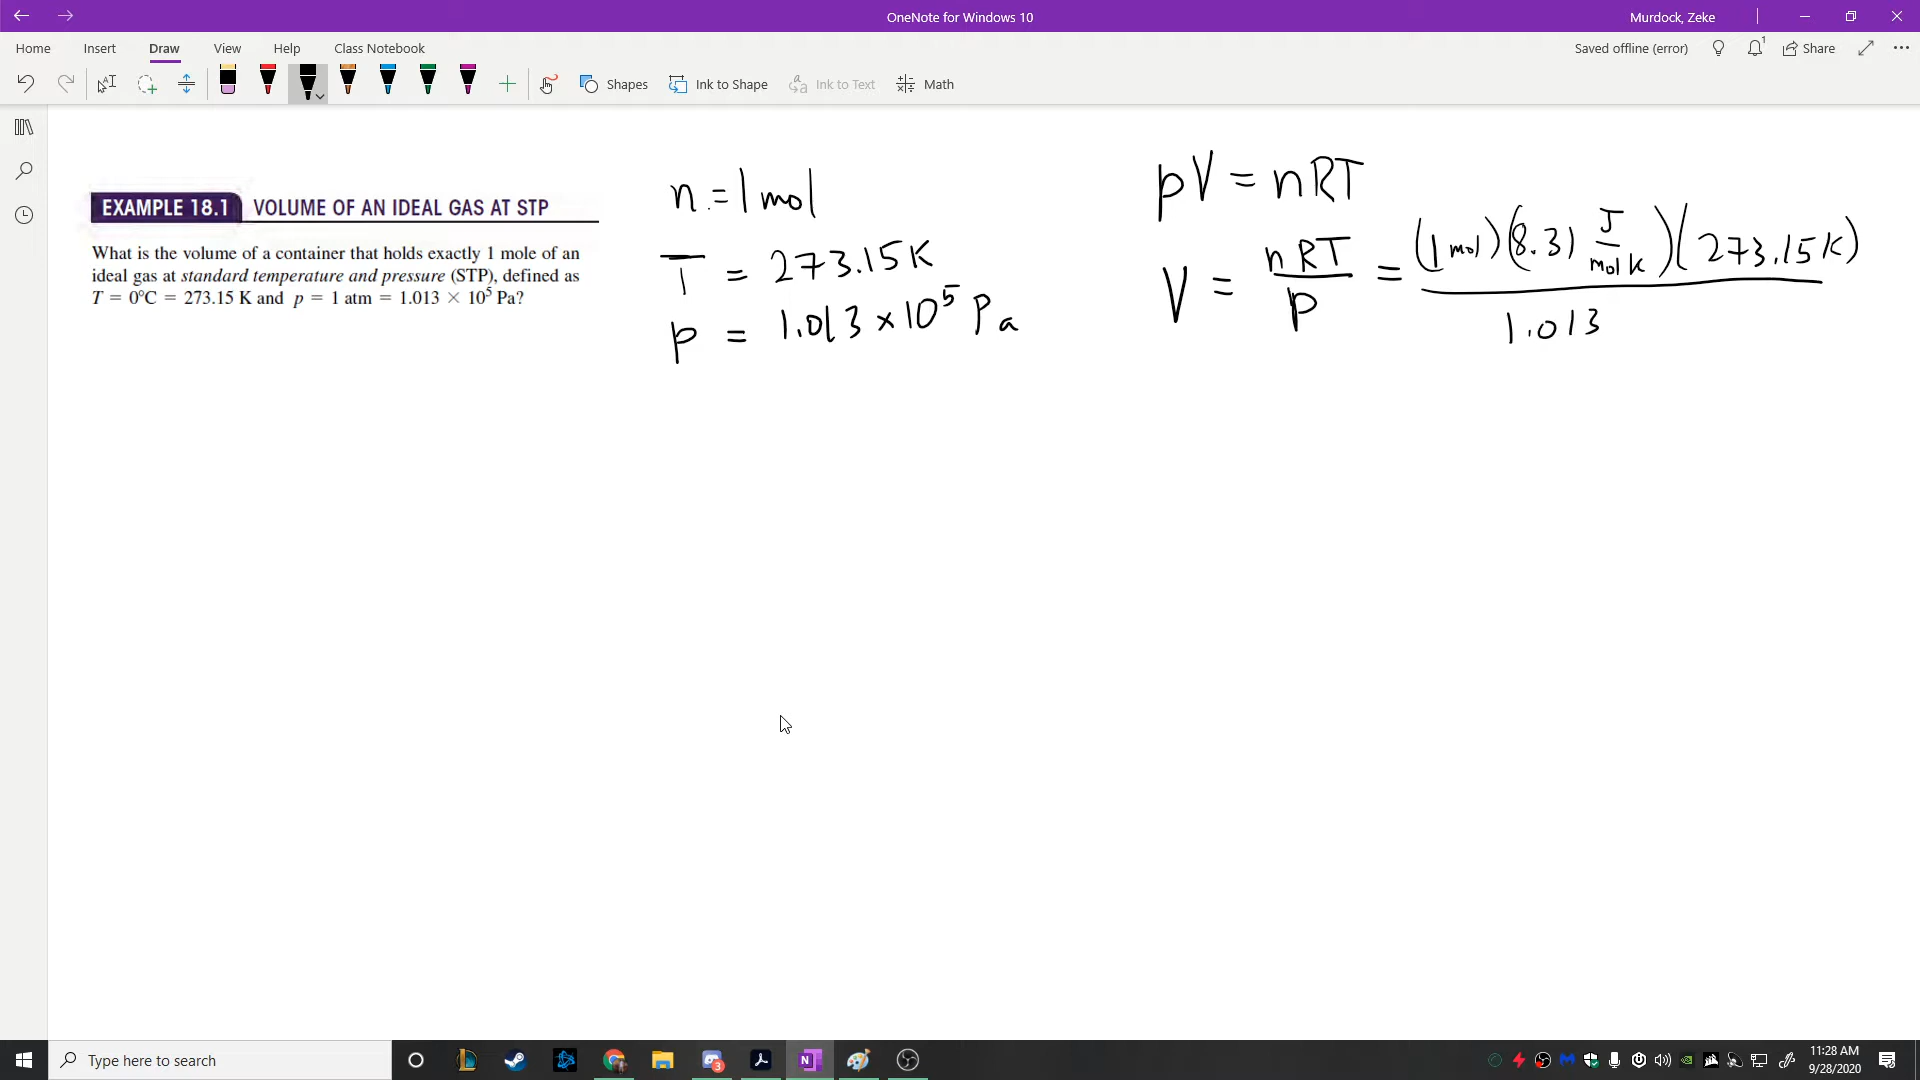 OneNote for Windows 10
Murdock, Zeke
Home Insert Draw View Help Class Notebook
Saved offline (error)
Share
Shapes
Ink to Shape
Ink to Text
Math
EXAMPLE 18.1 VOLUME OF AN IDEAL GAS AT STP
What is the volume of a container that holds exactly 1 mole of an
ideal gas at standard temperature and pressure (STP), defined as
T = 0°C = 273.15 K and p = 1 atm = 1.013 × 10⁵ Pa?
n = 1 mol
T = 273.15 K
p = 1.013 × 10⁵ Pa
pV = nRT
V = nRT / p = (1 mol)(8.31 J / mol K)(273.15 K) / 1.013
Type here to search
3
11:28 AM
9/28/2020